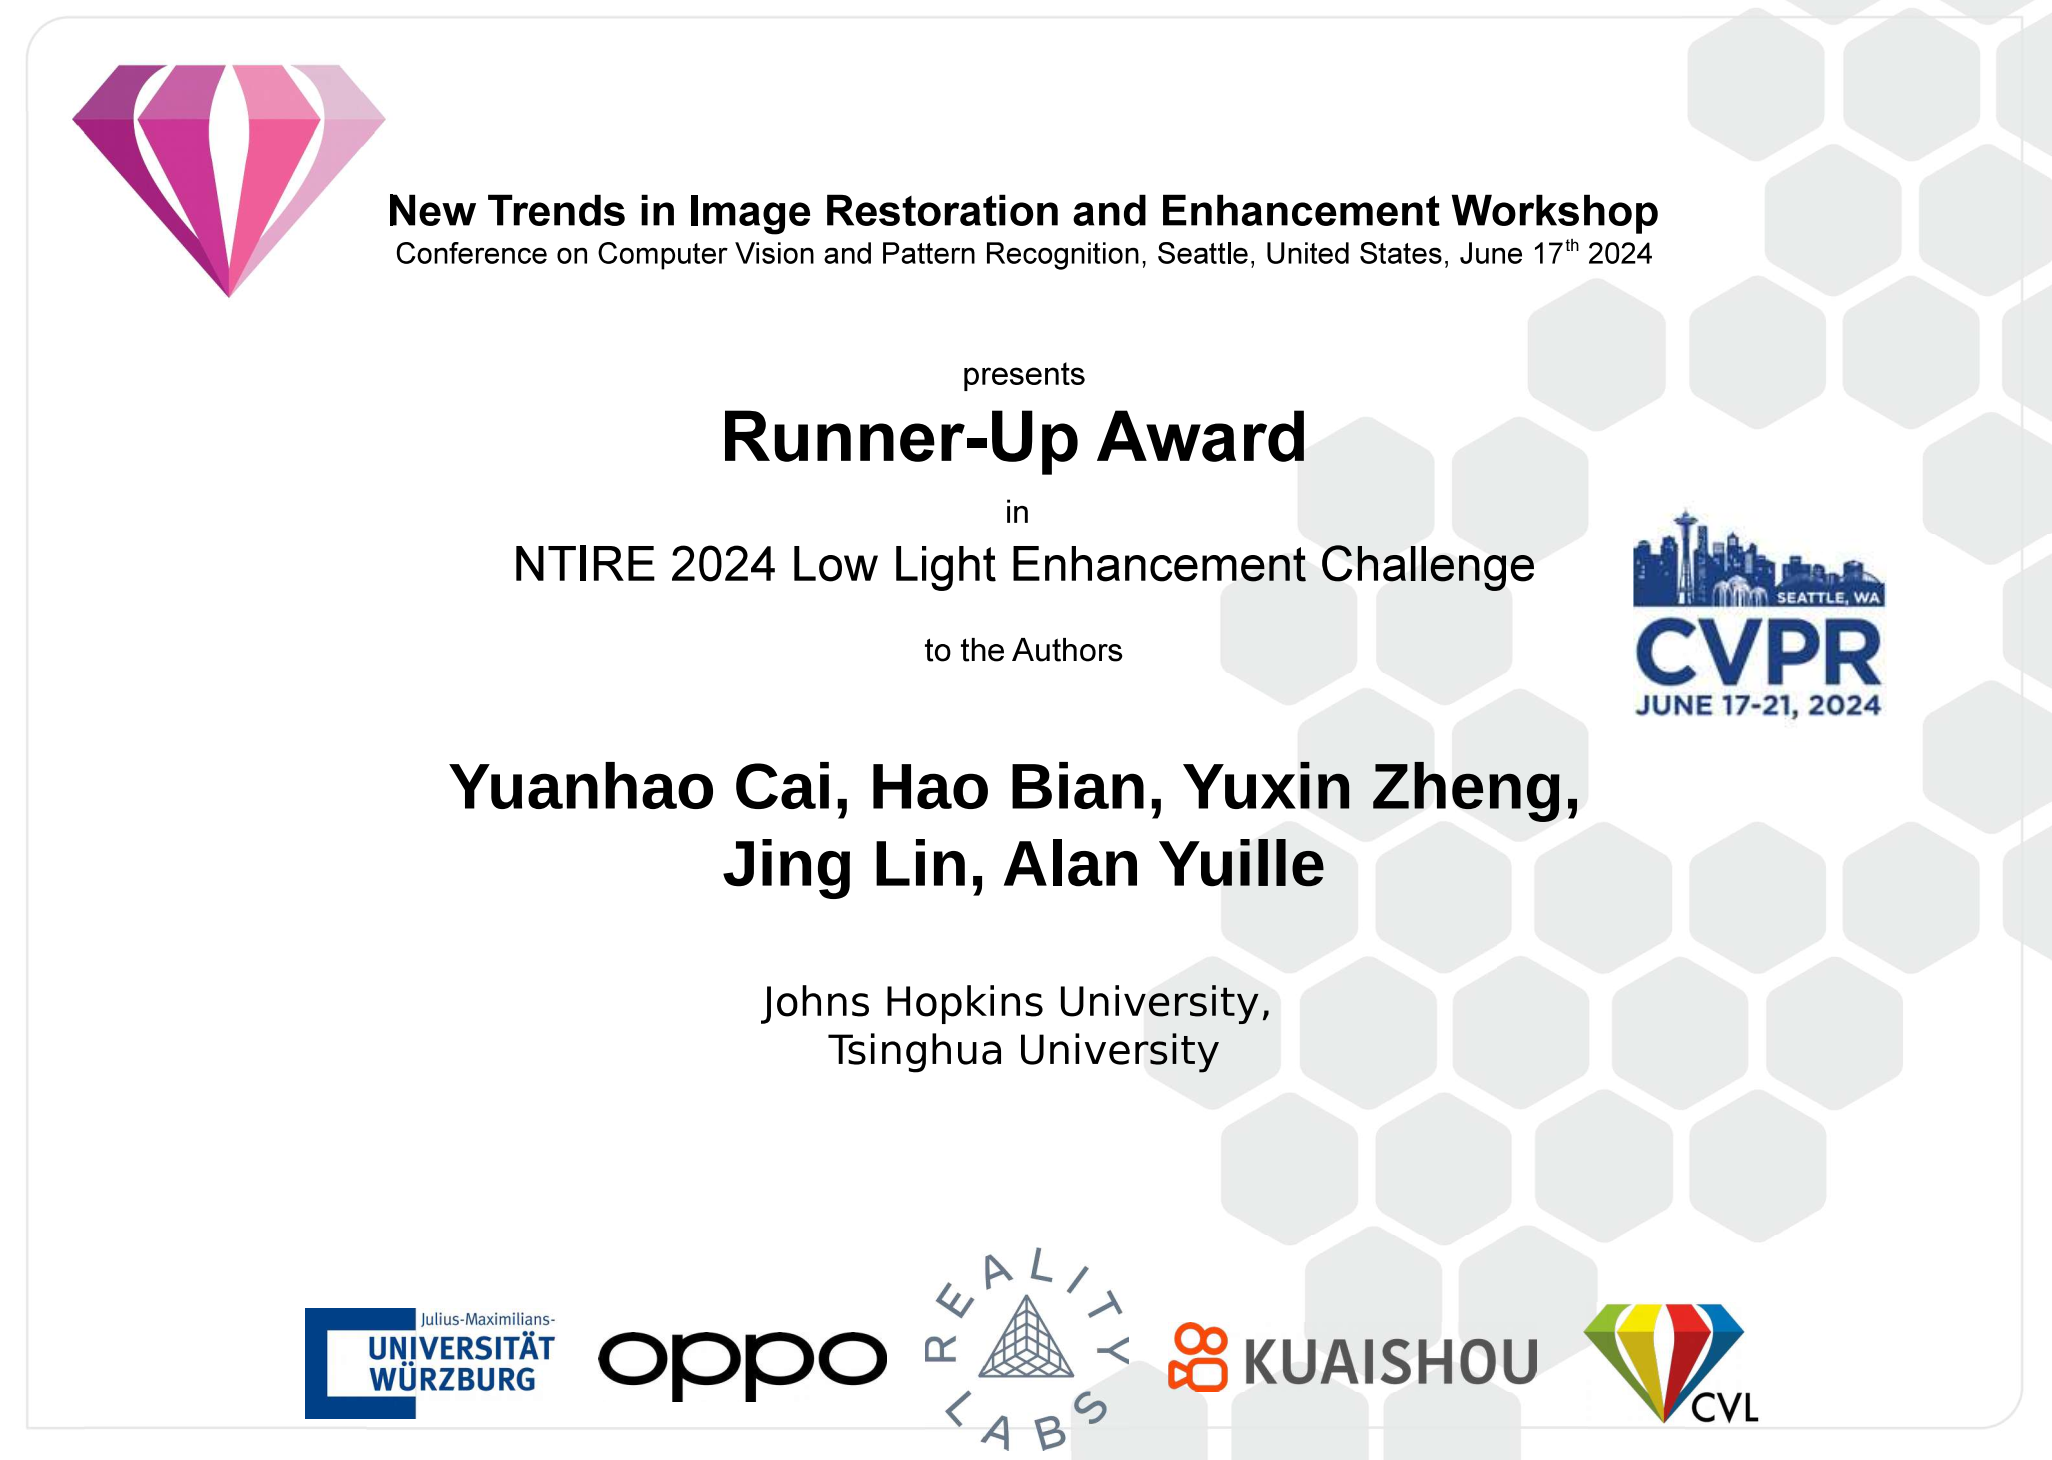 New Trends in Image Restoration and Enhancement Workshop
Conference on Computer Vision and Pattern Recognition, Seattle, United States, June 17th 2024
presents
Runner-Up Award
in
NTIRE 2024 Low Light Enhancement Challenge
to the Authors
SEATTLE, WA
CVPR
JUNE 17-21, 2024
Yuanhao Cai, Hao Bian, Yuxin Zheng,
Jing Lin, Alan Yuille
Johns Hopkins University,
Tsinghua University
Julius-Maximilians-
UNIVERSITÄT
WÜRZBURG
oppo
REALITY LABS
KUAISHOU
CVL